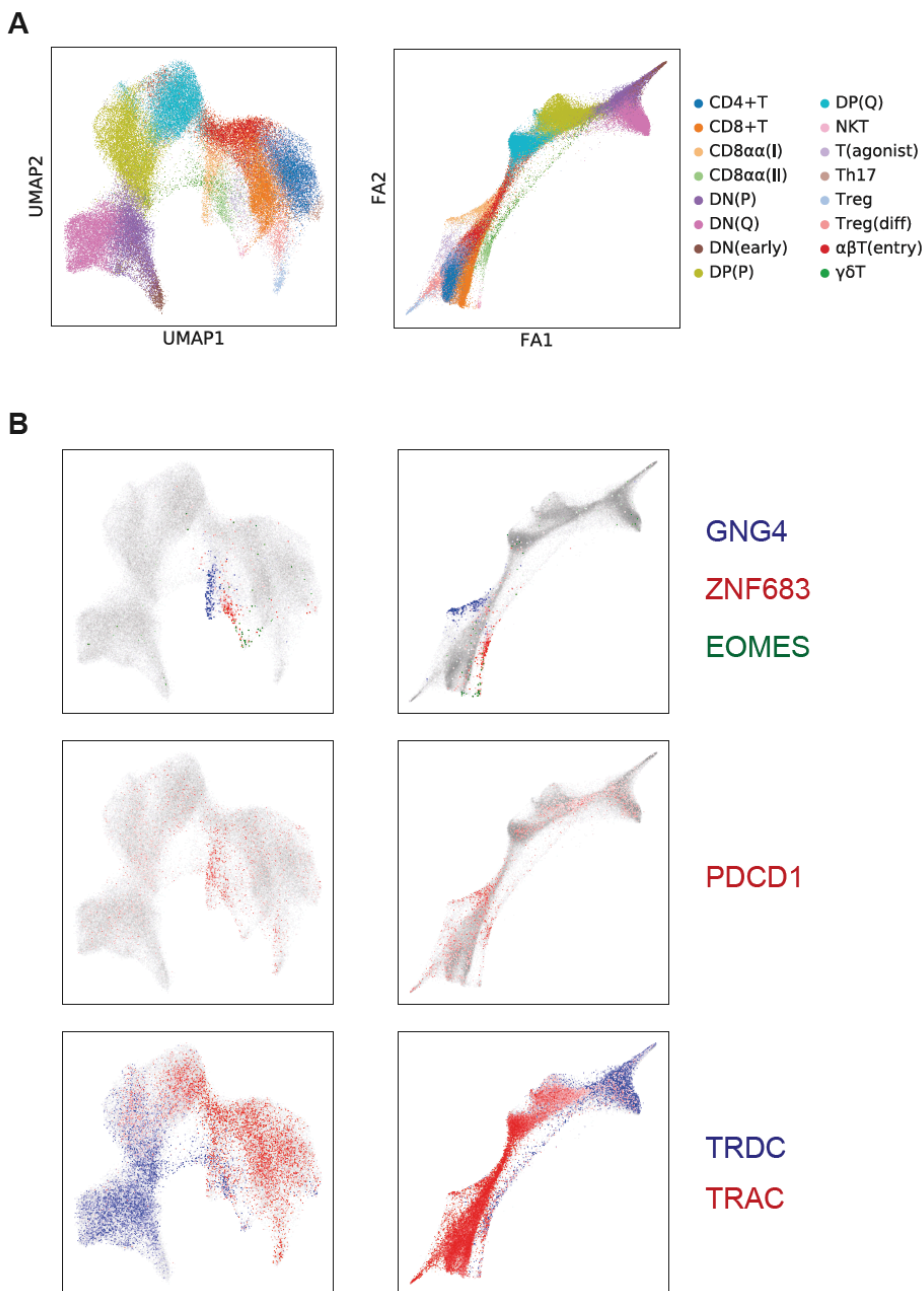 A
UMAP2
UMAP1
FA2
FA1
CD4+T
CD8+T
CD8αα(I)
CD8αα(II)
DN(P)
DN(Q)
DN(early)
DP(P)
DP(Q)
NKT
T(agonist)
Th17
Treg
Treg(diff)
αβT(entry)
γδT
B
GNG4
ZNF683
EOMES
PDCD1
TRDC
TRAC